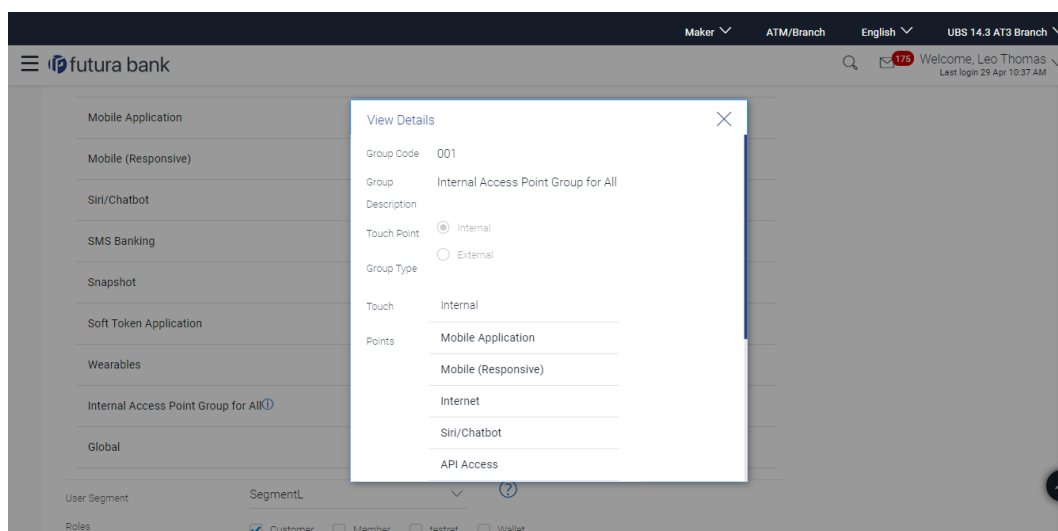 Maker ATM/Branch English UBS 14.3 AT3 Branch
futura bank 175 Welcome, Leo Thomas
Last login 29 Apr 10:37 AM
Mobile Application
Mobile (Responsive)
Siri/Chatbot
SMS Banking
Snapshot
Soft Token Application
Wearables
Internal Access Point Group for All
Global
User Segment SegmentL
Roles Customer Member testret Wallet
View Details
Group Code 001
Group Internal Access Point Group for All
Description
Touch Point Internal
External
Group Type
Touch Internal
Points Mobile Application
Mobile (Responsive)
Internet
Siri/Chatbot
API Access